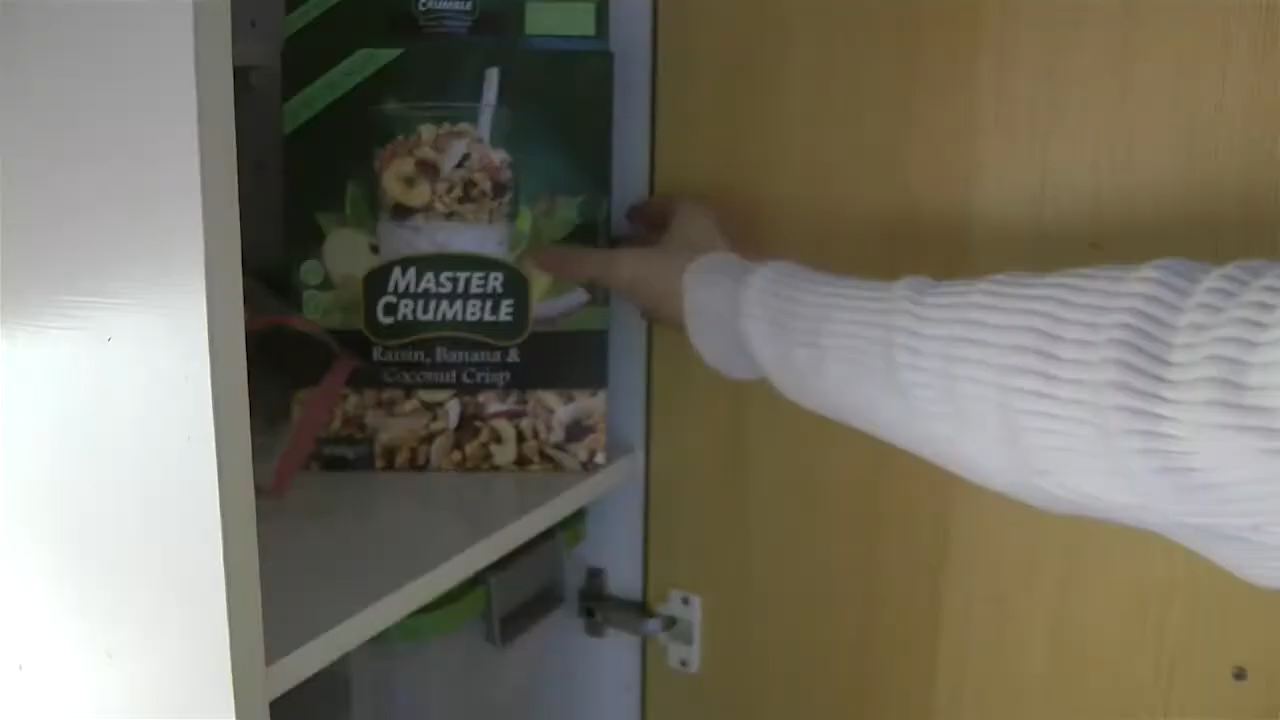 CRUMBLE
MASTER
CRUMBLE
Raisin, Banana &
Coconut Crisp